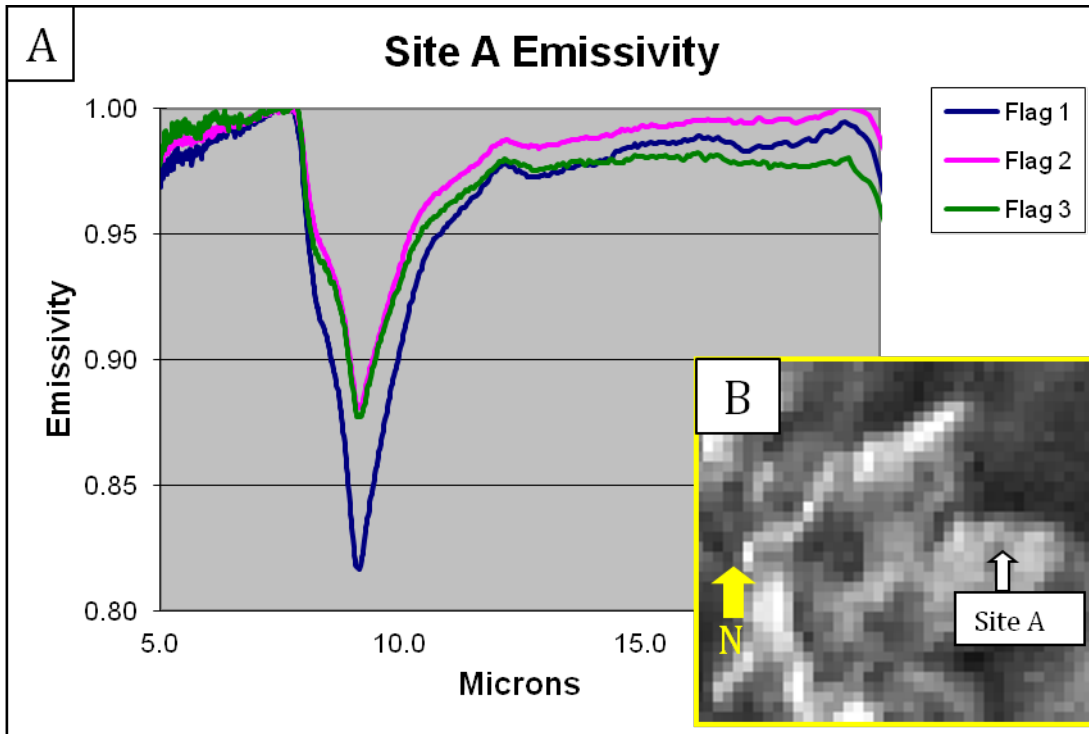 A
Site A Emissivity
1.00
0.95
0.90
0.85
0.80
Emissivity
5.0
10.0
15.0
Microns
Flag 1
Flag 2
Flag 3
B
N
Site A